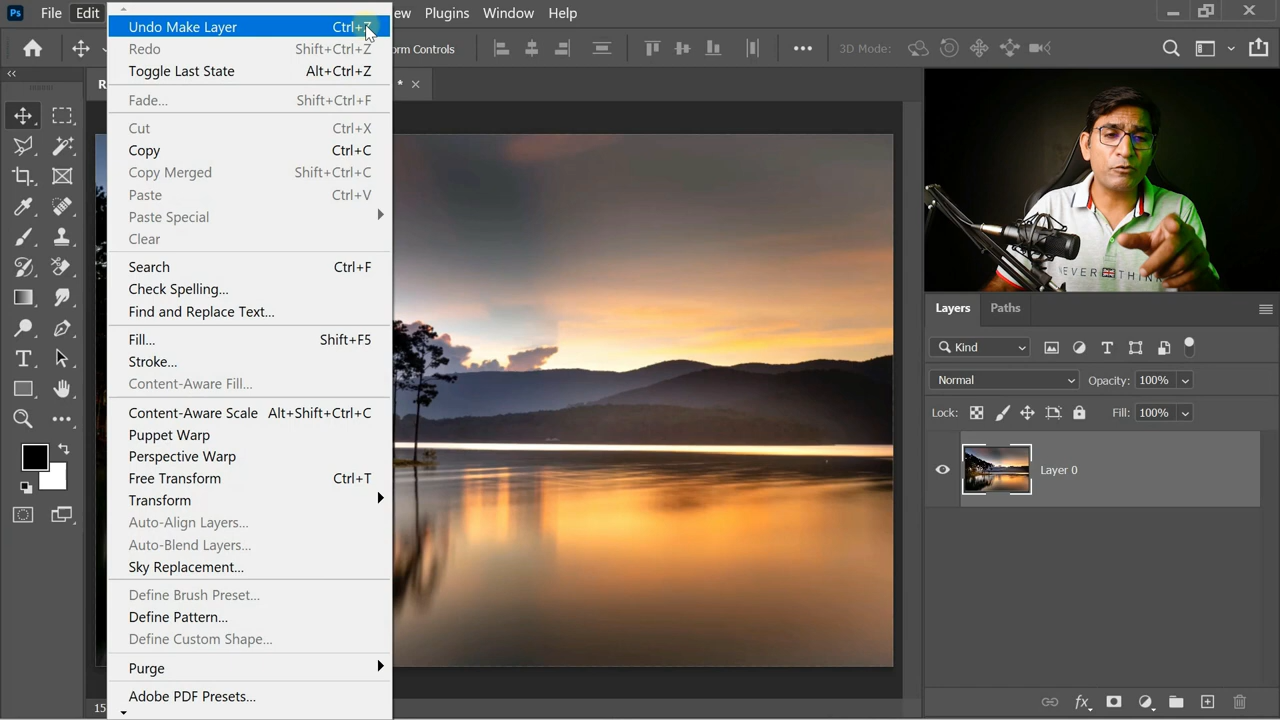 Ps File Edit ew Plugins Window Help
orm Controls
3D Mode:
R * ×
Undo Make Layer Ctrl+Z
Redo Shift+Ctrl+Z
Toggle Last State Alt+Ctrl+Z
Fade... Shift+Ctrl+F
Cut Ctrl+X
Copy Ctrl+C
Copy Merged Shift+Ctrl+C
Paste Ctrl+V
Paste Special
Clear
Search Ctrl+F
Check Spelling...
Find and Replace Text...
Fill... Shift+F5
Stroke...
Content-Aware Fill...
Content-Aware Scale Alt+Shift+Ctrl+C
Puppet Warp
Perspective Warp
Free Transform Ctrl+T
Transform
Auto-Align Layers...
Auto-Blend Layers...
Sky Replacement...
Define Brush Preset...
Define Pattern...
Define Custom Shape...
Purge
Adobe PDF Presets...
15
NEVER THINK
Layers Paths
Kind
Normal Opacity: 100%
Lock: Fill: 100%
Layer 0
fx